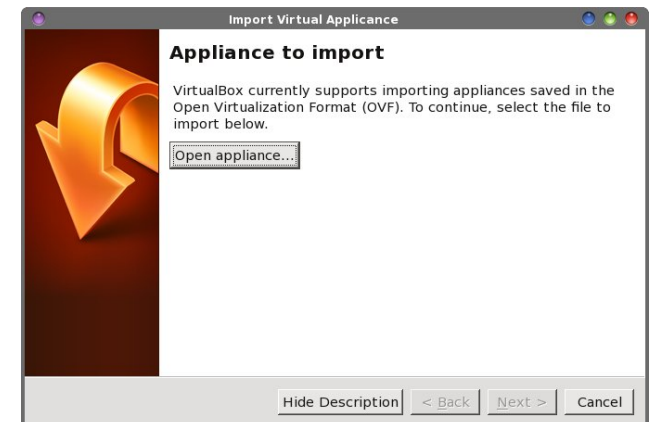 Import Virtual Applicance
Appliance to import
VirtualBox currently supports importing appliances saved in the
Open Virtualization Format (OVF). To continue, select the file to
import below.
Open appliance...
Hide Description < Back Next > Cancel